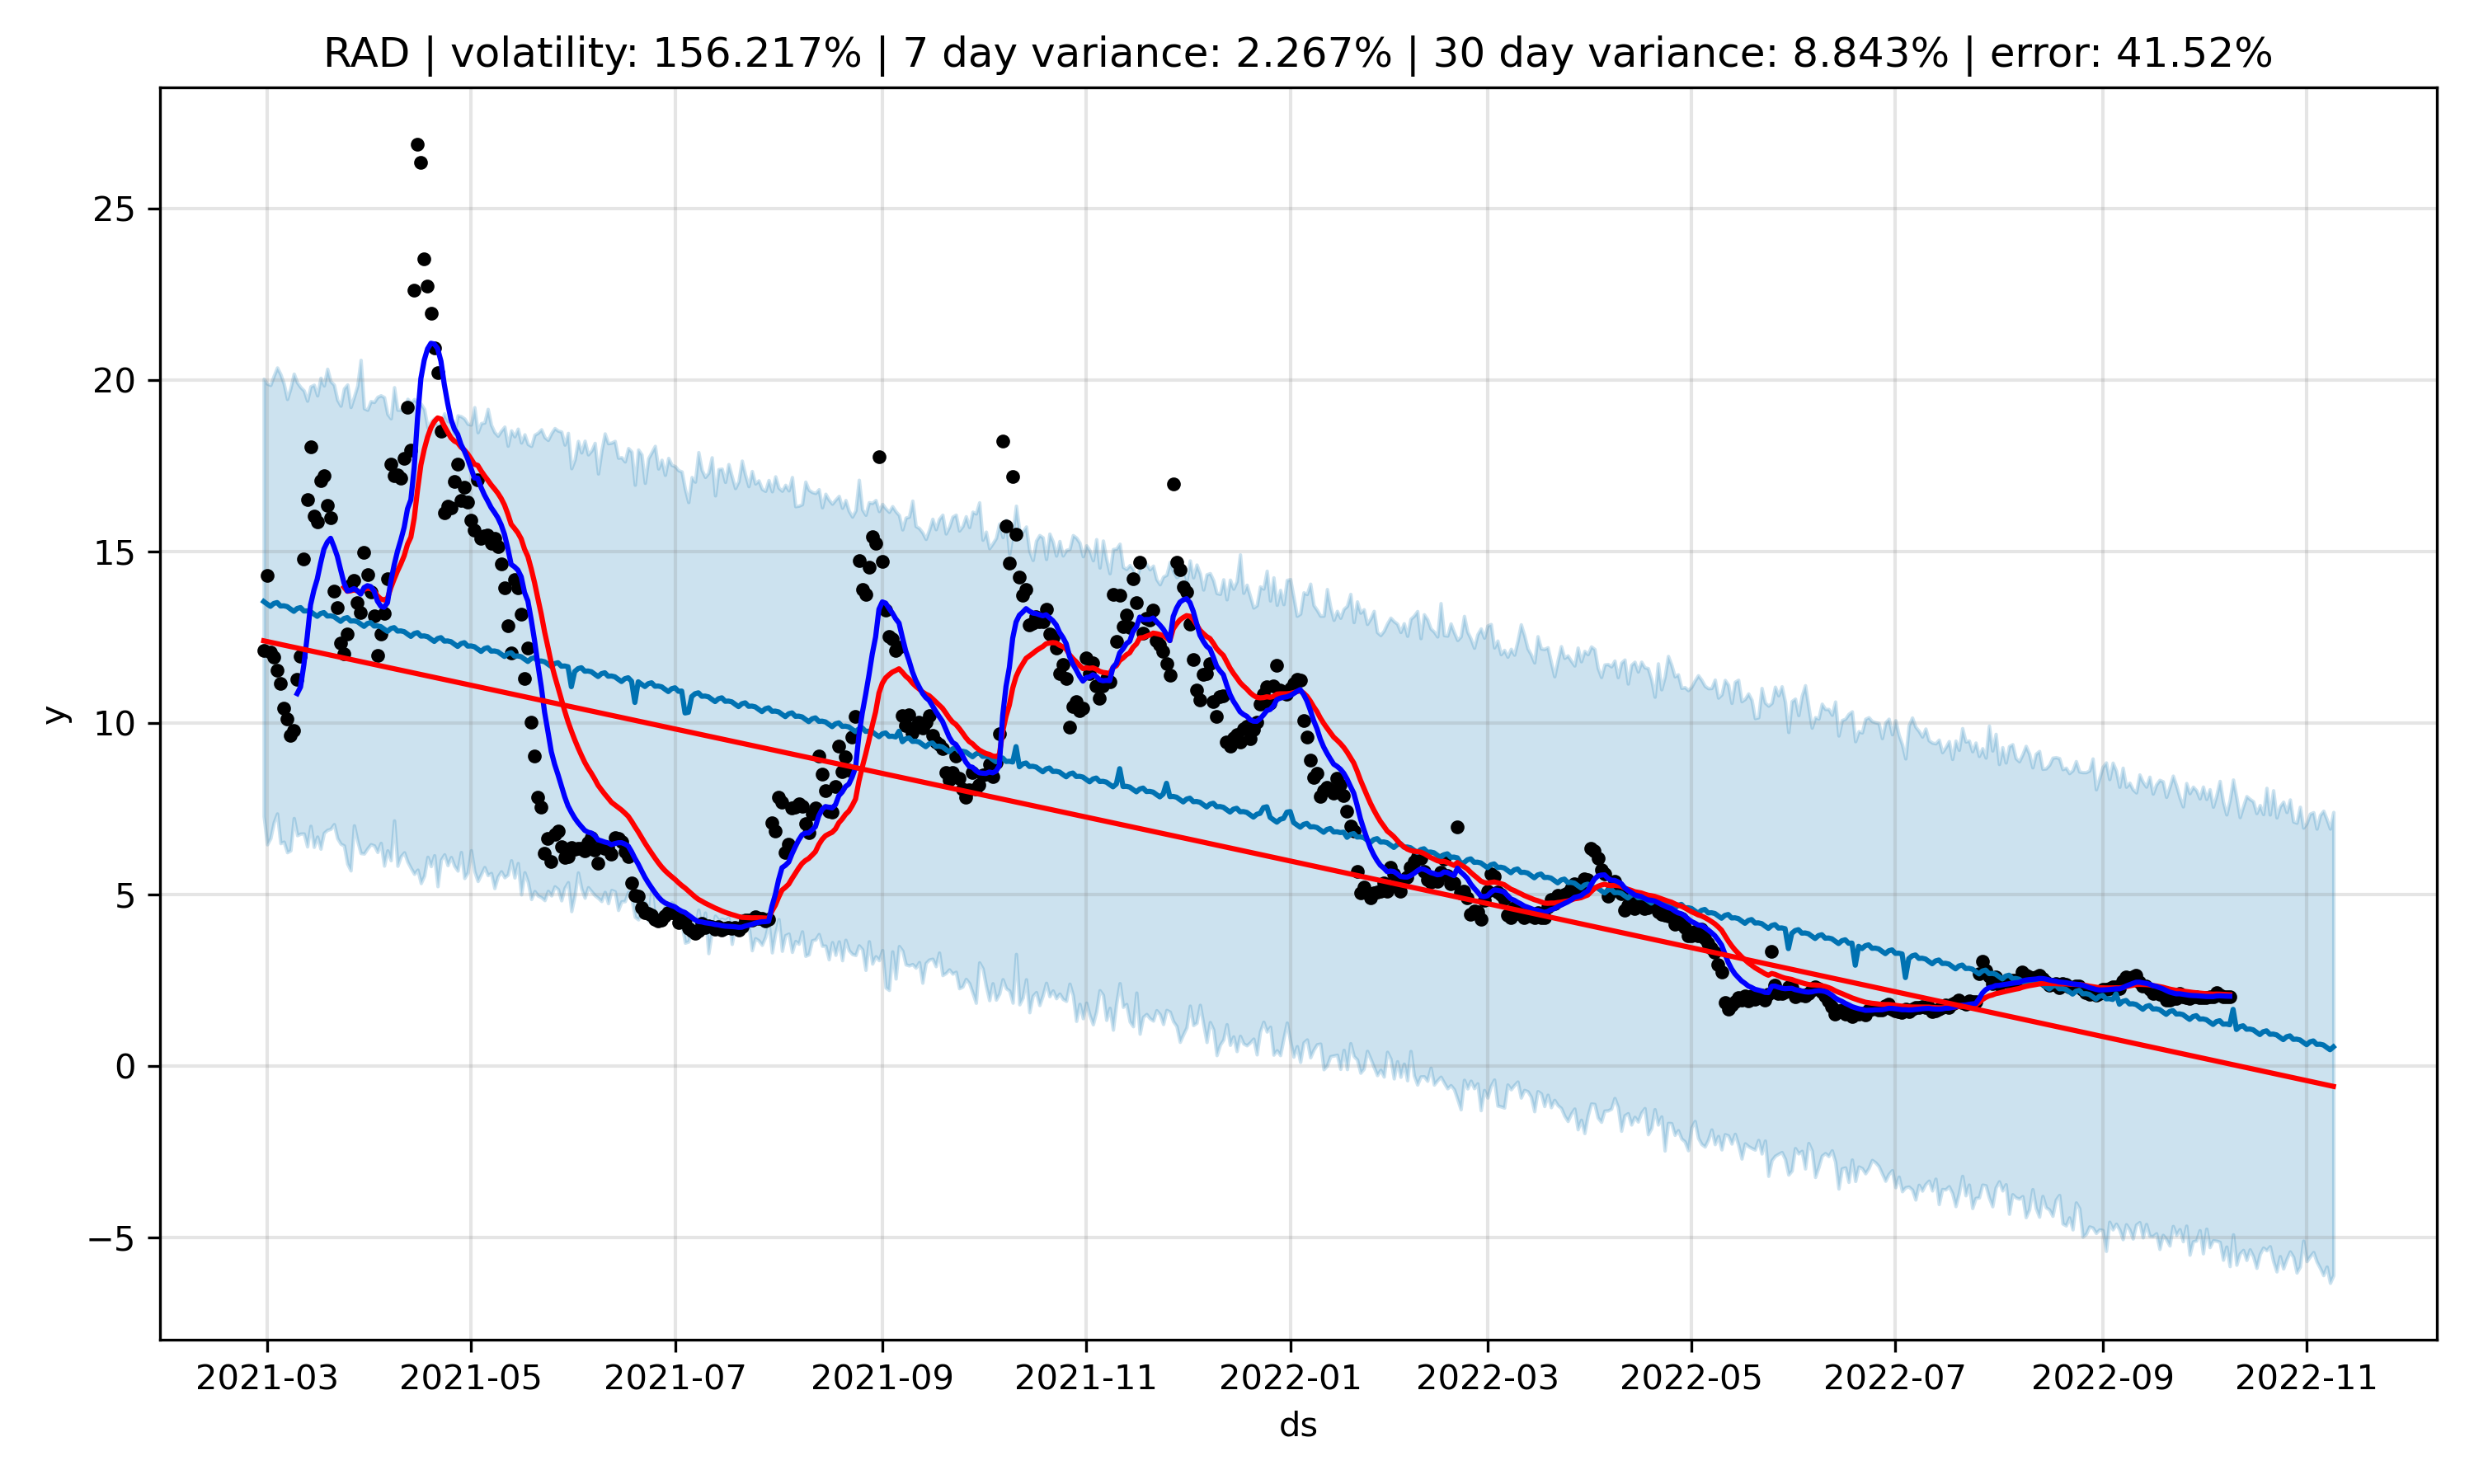 RAD | volatility: 156.217% | 7 day variance: 2.267% | 30 day variance: 8.843% | error: 41.52%
25
20
15
10
5
0
−5
y
2021-03 2021-05 2021-07 2021-09 2021-11 2022-01 2022-03 2022-05 2022-07 2022-09 2022-11
ds